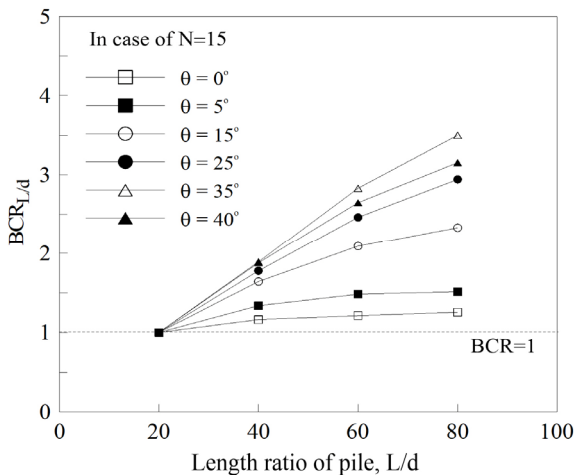 5
4
3
2
1
0
BCR_L/d
In case of N=15
θ = 0°
θ = 5°
θ = 15°
θ = 25°
θ = 35°
θ = 40°
BCR=1
0 20 40 60 80 100
Length ratio of pile, L/d